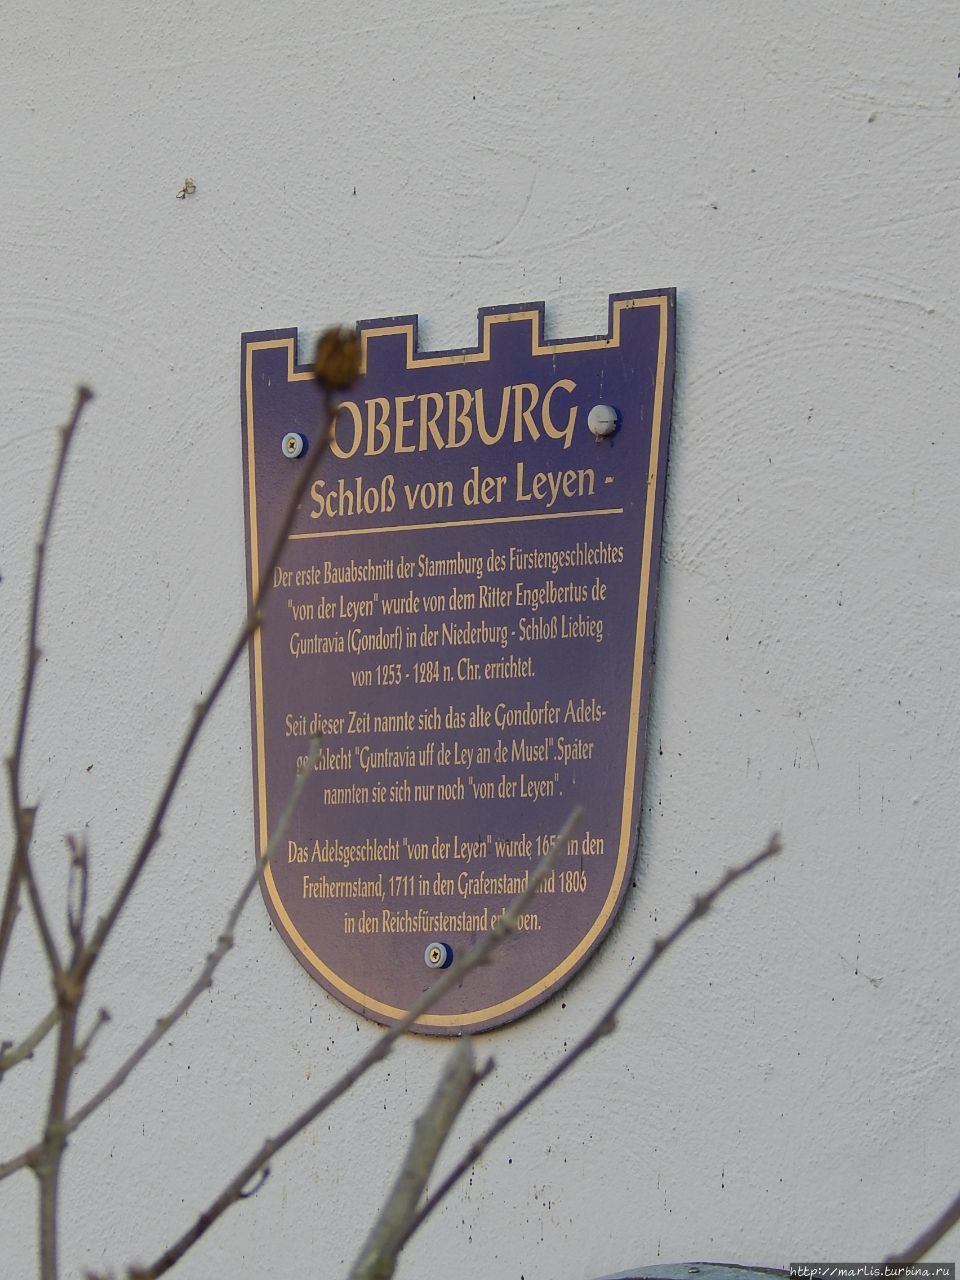 OBERBURG
- Schloß von der Leyen -
Der erste Bauabschnitt der Stammburg des Fürstengeschlechtes
"von der Leyen" wurde von dem Ritter Engelbertus de
Guntravia (Gondorf) in der Niederburg - Schloß Liebieg
von 1253 - 1284 n. Chr. errichtet.
Seit dieser Zeit nannte sich das alte Gondorfer Adels-
geschlecht "Guntravia uff de Ley an de Musel". Später
nannten sie sich nur noch "von der Leyen".
Das Adelsgeschlecht "von der Leyen" wurde in den
Freiherrnstand, 1711 in den Grafenstand und 1806
in den Reichsfürstenstand erhoben.
http://marlis.turbina.ru